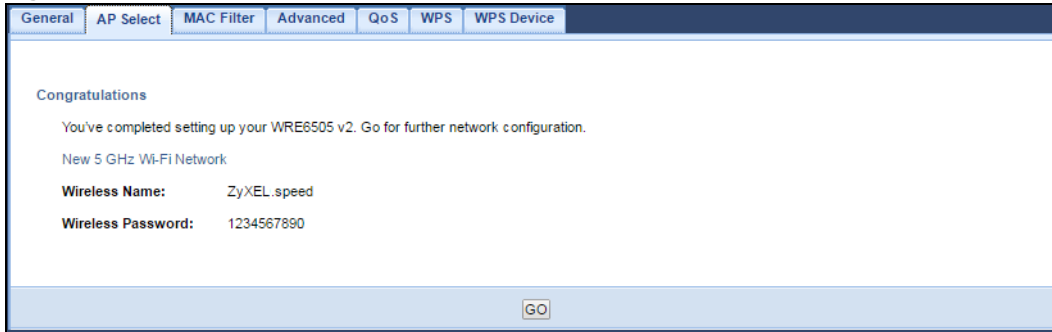 General AP Select MAC Filter Advanced QoS WPS WPS Device
Congratulations
You've completed setting up your WRE6505 v2. Go for further network configuration.
New 5 GHz Wi-Fi Network
Wireless Name: ZyXEL.speed
Wireless Password: 1234567890
GO